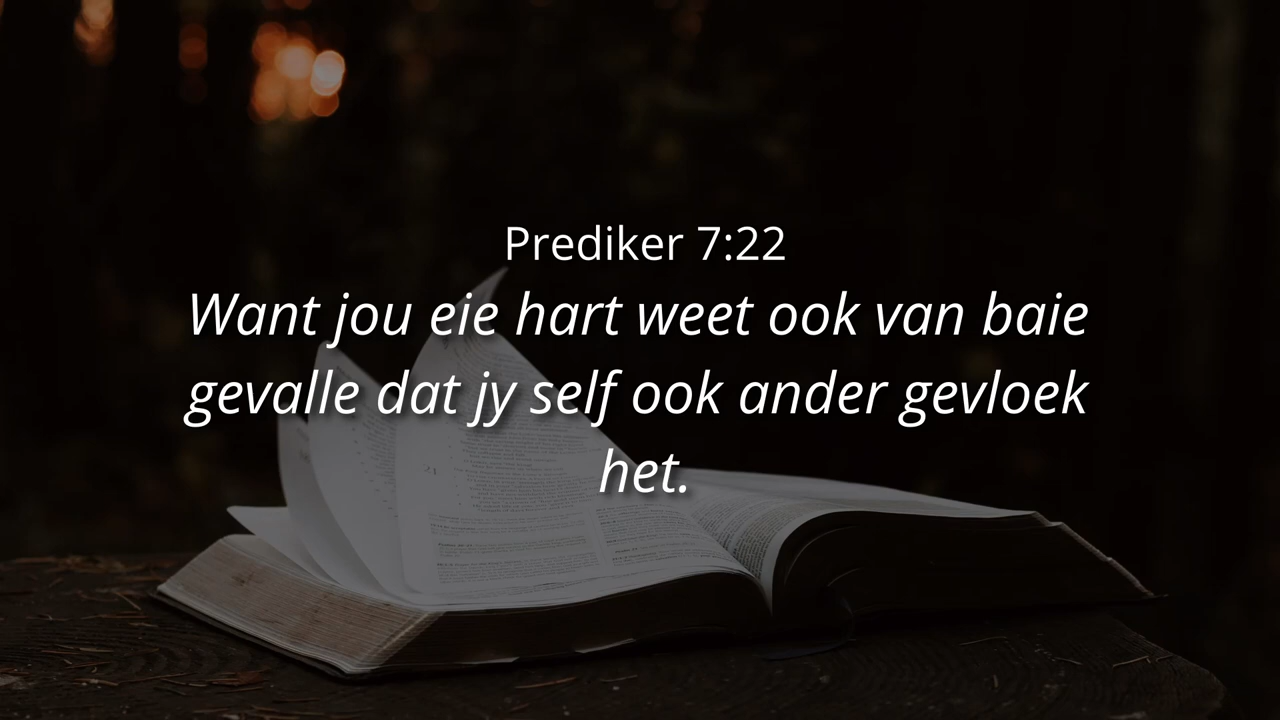 Prediker 7:22
Want jou eie hart weet ook van baie
gevalle dat jy self ook ander gevloek
het.